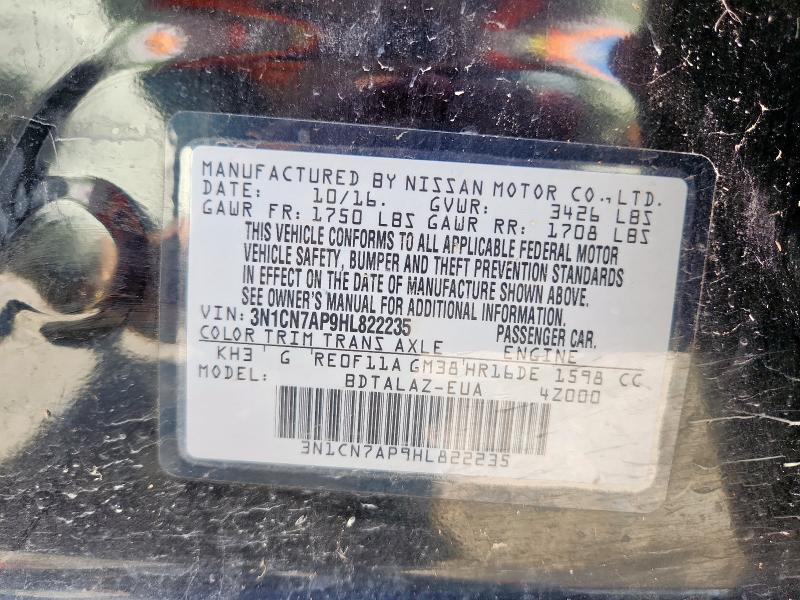 MANUFACTURED BY NISSAN MOTOR CO., LTD.
DATE: 10/16. GVWR: 3426 LBS
GAWR FR: 1750 LBS GAWR RR: 1708 LBS
THIS VEHICLE CONFORMS TO ALL APPLICABLE FEDERAL MOTOR
VEHICLE SAFETY, BUMPER AND THEFT PREVENTION STANDARDS
IN EFFECT ON THE DATE OF MANUFACTURE SHOWN ABOVE.
SEE OWNER'S MANUAL FOR ADDITIONAL INFORMATION.
VIN: 3N1CN7AP9HL822235 PASSENGER CAR.
COLOR TRIM TRANS AXLE ENGINE
KH3 G RE0F11A GM38 HR16DE 1598 CC
MODEL: BDTALAZ-EUA 4Z000
3N1CN7AP9HL822235